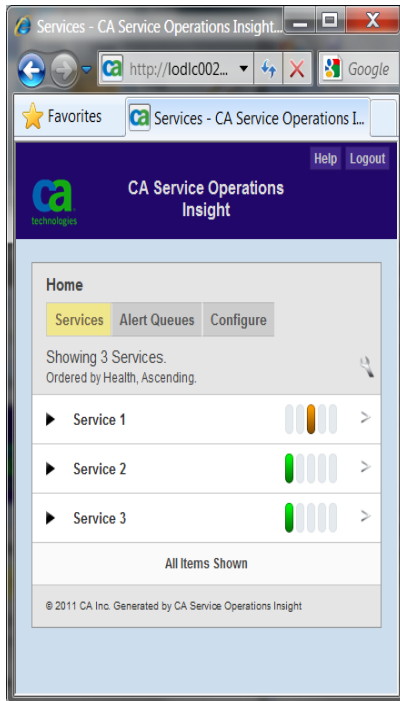 Services - CA Service Operations Insight...
http://lodlc002...
Google
Favorites
Services - CA Service Operations I...
Help Logout
ca
technologies
CA Service Operations
Insight
Home
Services Alert Queues Configure
Showing 3 Services.
Ordered by Health, Ascending.
Service 1
Service 2
Service 3
All Items Shown
© 2011 CA Inc. Generated by CA Service Operations Insight